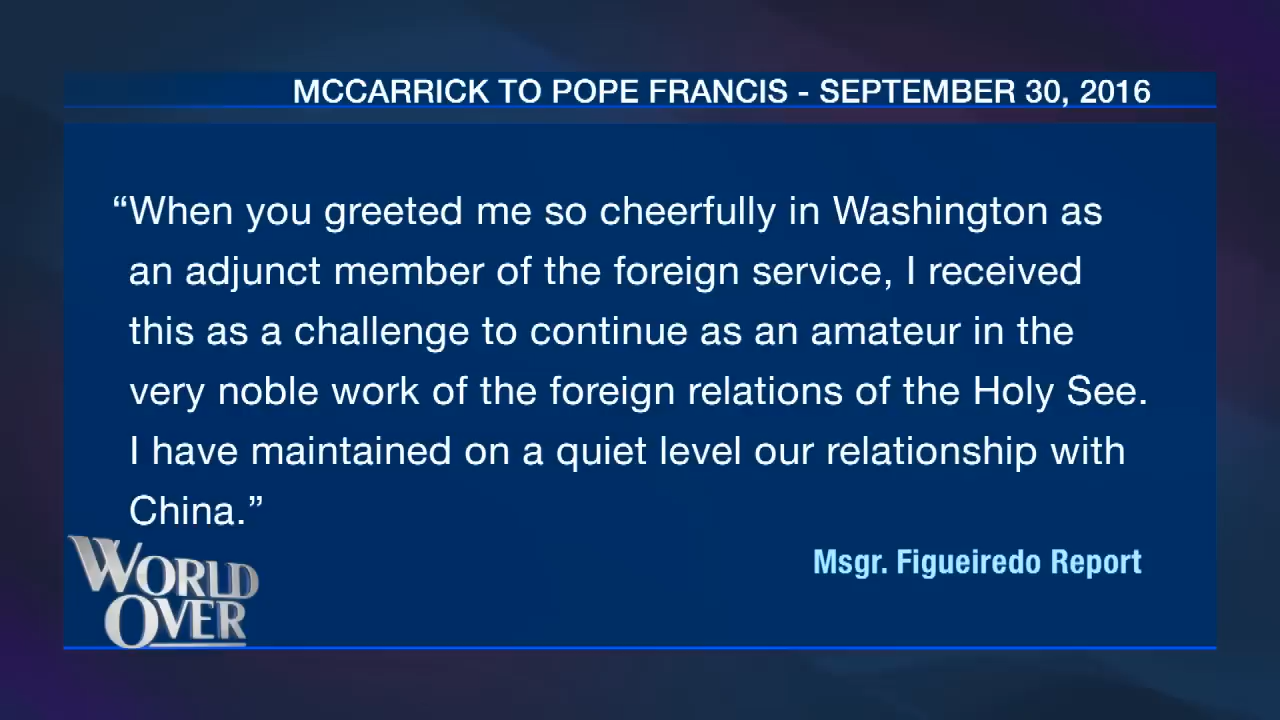 MCCARRICK TO POPE FRANCIS - SEPTEMBER 30, 2016
“When you greeted me so cheerfully in Washington as
an adjunct member of the foreign service, I received
this as a challenge to continue as an amateur in the
very noble work of the foreign relations of the Holy See.
I have maintained on a quiet level our relationship with
China.”
Msgr. Figueiredo Report
WORLD
OVER